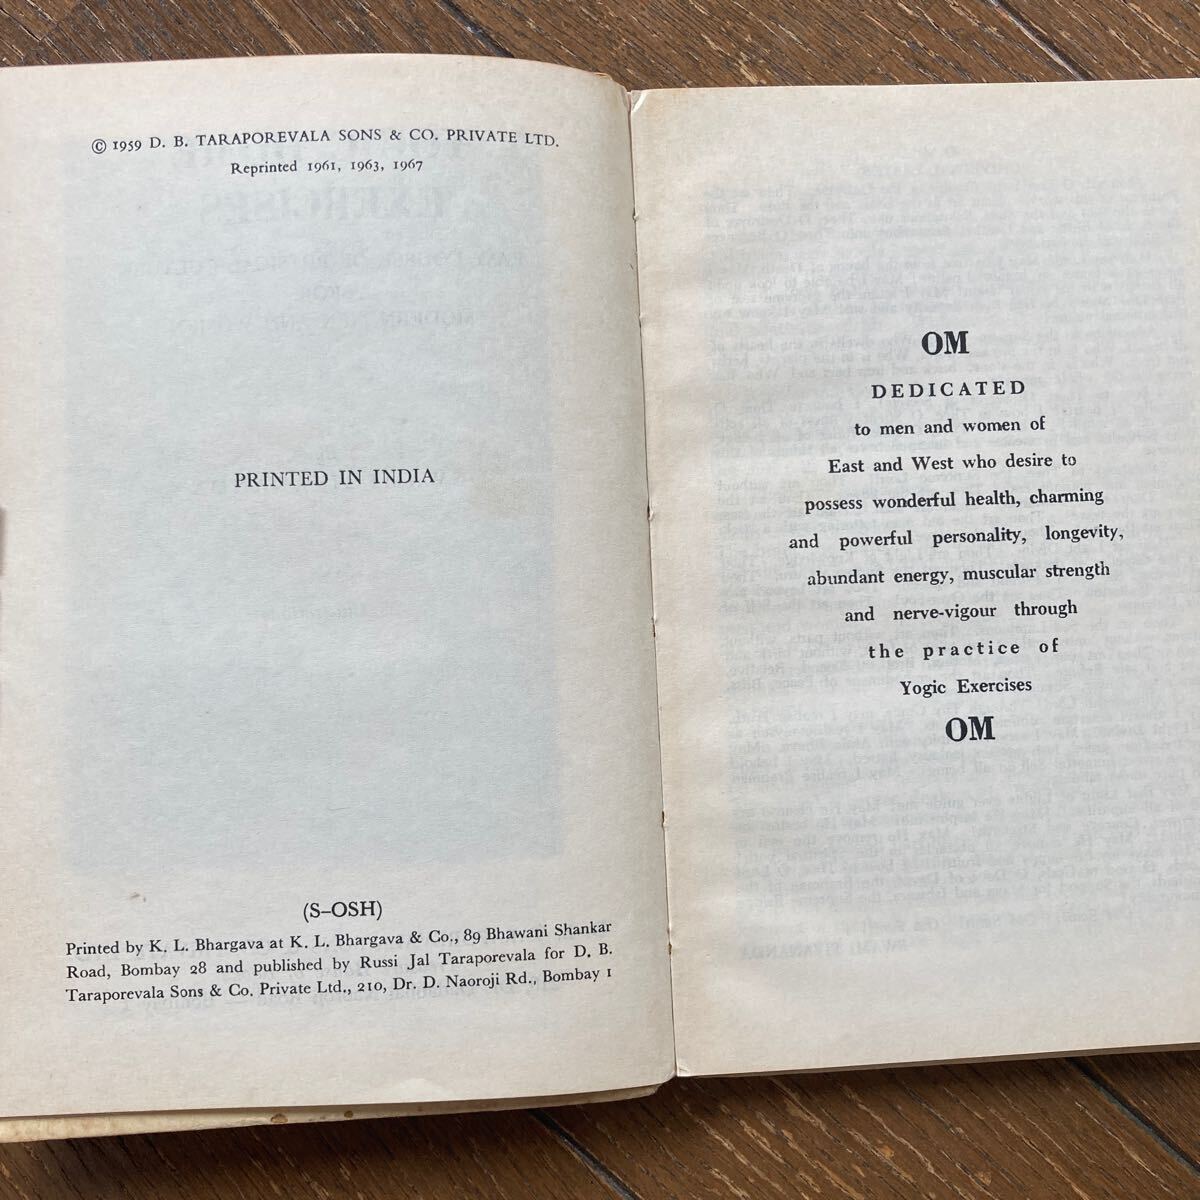 © 1959 D. B. TARAPOREVALA SONS & CO. PRIVATE LTD.
Reprinted 1961, 1963, 1967
PRINTED IN INDIA
(S–OSH)
Printed by K. L. Bhargava at K. L. Bhargava & Co., 89 Bhawani Shankar
Road, Bombay 28 and published by Russi Jal Taraporevala for D. B.
Taraporevala Sons & Co. Private Ltd., 210, Dr. D. Naoroji Rd., Bombay 1
OM
DEDICATED
to men and women of
East and West who desire to
possess wonderful health, charming
and powerful personality, longevity,
abundant energy, muscular strength
and nerve-vigour through
the practice of
Yogic Exercises
OM